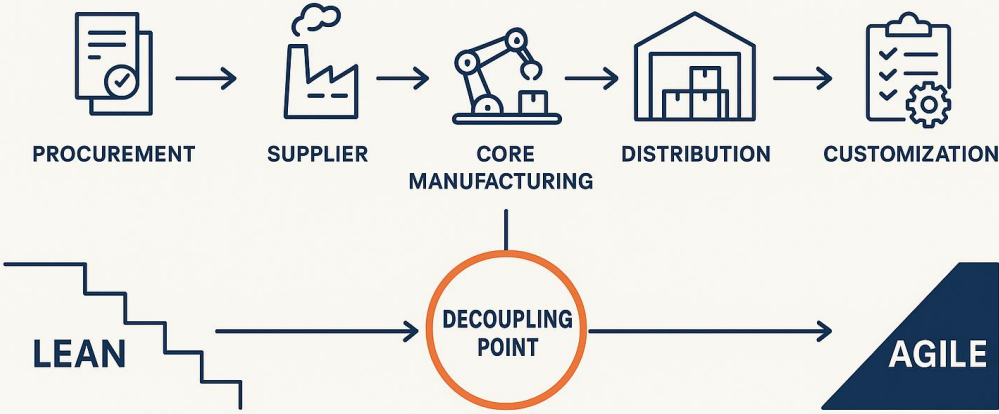 PROCUREMENT
SUPPLIER
CORE
MANUFACTURING
DISTRIBUTION
CUSTOMIZATION
LEAN
DECOUPLING
POINT
AGILE